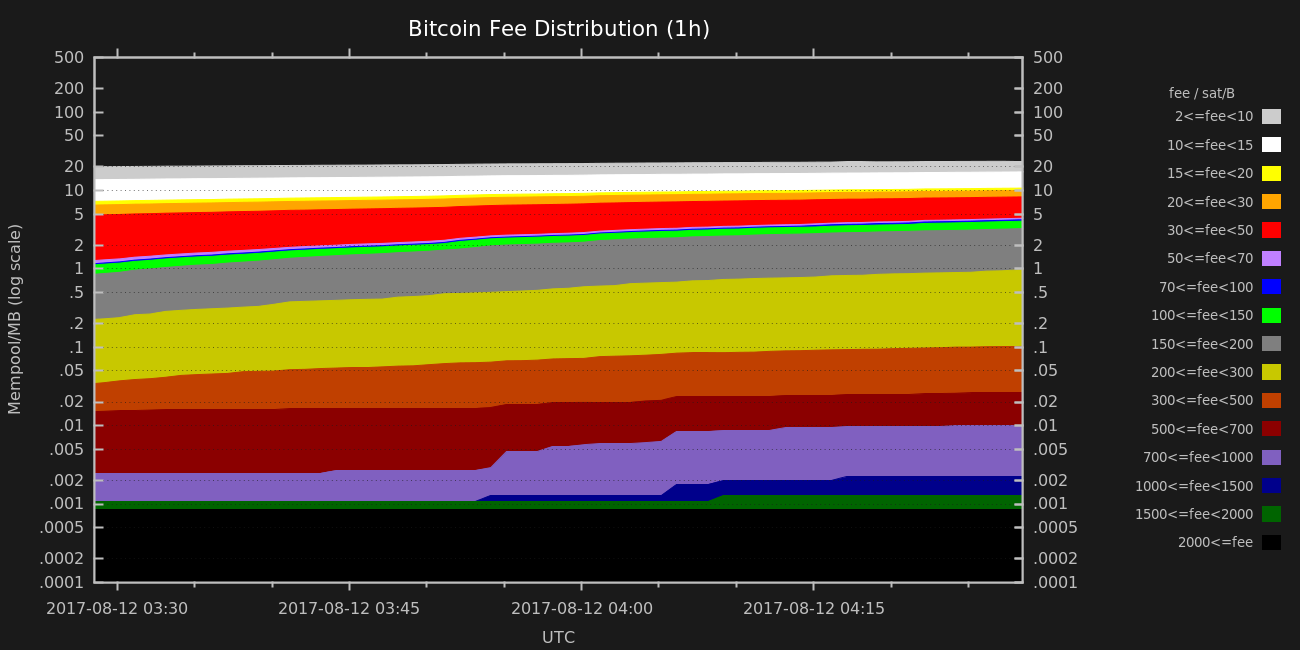 Bitcoin Fee Distribution (1h)
Mempool/MB (log scale)
500
200
100
50
20
10
5
2
1
.5
.2
.1
.05
.02
.01
.005
.002
.001
.0005
.0002
.0001
500
200
100
50
20
10
5
2
1
.5
.2
.1
.05
.02
.01
.005
.002
.001
.0005
.0002
.0001
2017-08-12 03:30
2017-08-12 03:45
2017-08-12 04:00
2017-08-12 04:15
UTC
fee / sat/B
2<=fee<10
10<=fee<15
15<=fee<20
20<=fee<30
30<=fee<50
50<=fee<70
70<=fee<100
100<=fee<150
150<=fee<200
200<=fee<300
300<=fee<500
500<=fee<700
700<=fee<1000
1000<=fee<1500
1500<=fee<2000
2000<=fee